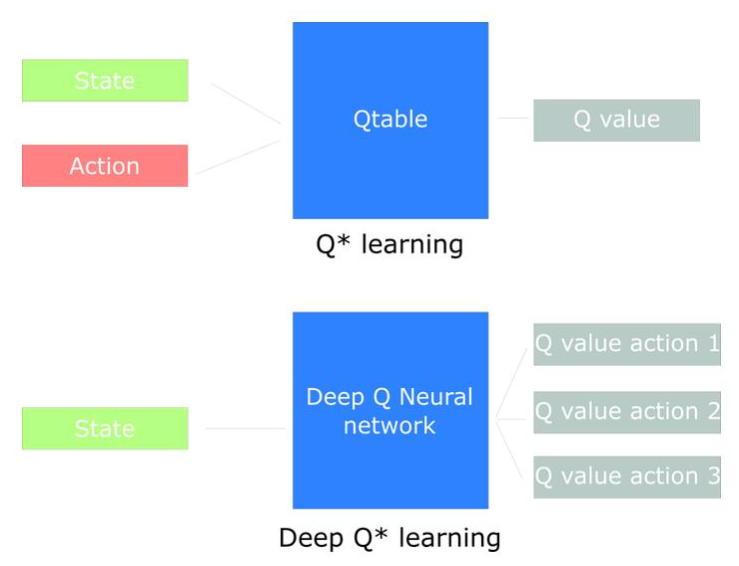 State
Action
Qtable
Q value
Q* learning
State
Deep Q Neural
network
Q value action 1
Q value action 2
Q value action 3
Deep Q* learning